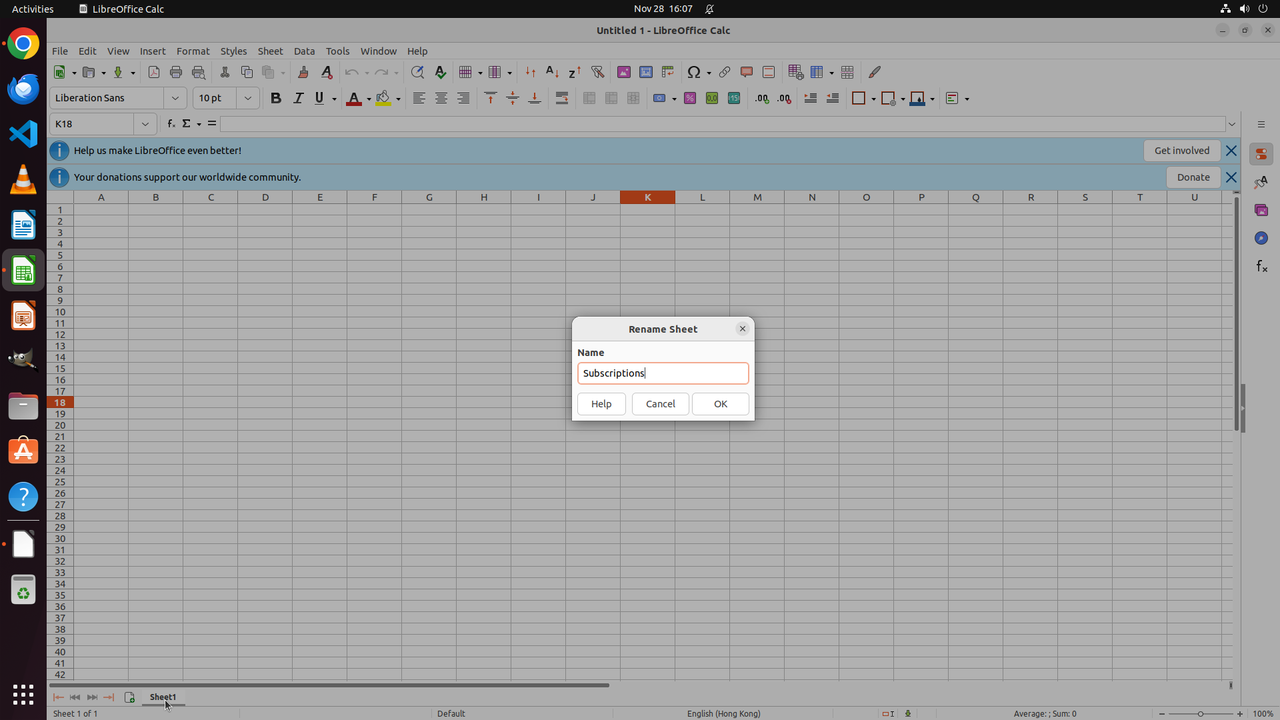 Activities
LibreOffice Calc
Nov 28 16:07
Untitled 1 - LibreOffice Calc
File Edit View Insert Format Styles Sheet Data Tools Window Help
Liberation Sans
10 pt
K18
Help us make LibreOffice even better!
Get involved
Your donations support our worldwide community.
Donate
A B C D E F G H I J K L M N O P Q R S T U
1
2
3
4
5
6
7
8
9
10
11
12
13
14
15
16
17
18
19
20
21
22
23
24
25
26
27
28
29
30
31
32
33
34
35
36
37
38
39
40
41
42
Rename Sheet
Name
Subscriptions
Help Cancel OK
Sheet1
Sheet 1 of 1
Default
English (Hong Kong)
Average: ; Sum: 0
100%